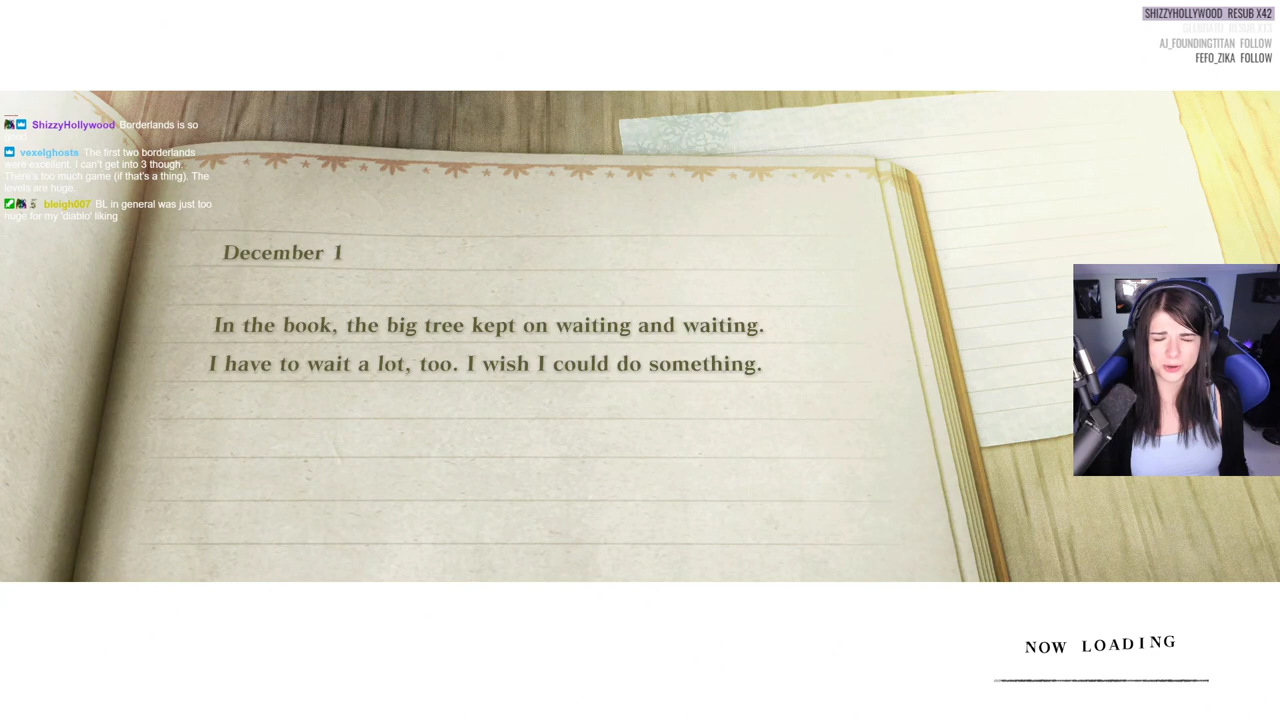 SHIZZYHOLLYWOOD RESUB X42
AJ_FOUNDINGTITAN FOLLOW
FEFO_ZIKA FOLLOW
ShizzyHollywood Borderlands is so
vexelghosts The first two borderlands
were excellent. I can't get into 3 though.
There's too much game (if that's a thing). The
levels are huge.
bleigh007 BL in general was just too
huge for my 'diablo' liking
December 1
In the book, the big tree kept on waiting and waiting.
I have to wait a lot, too. I wish I could do something.
NOW LOADING